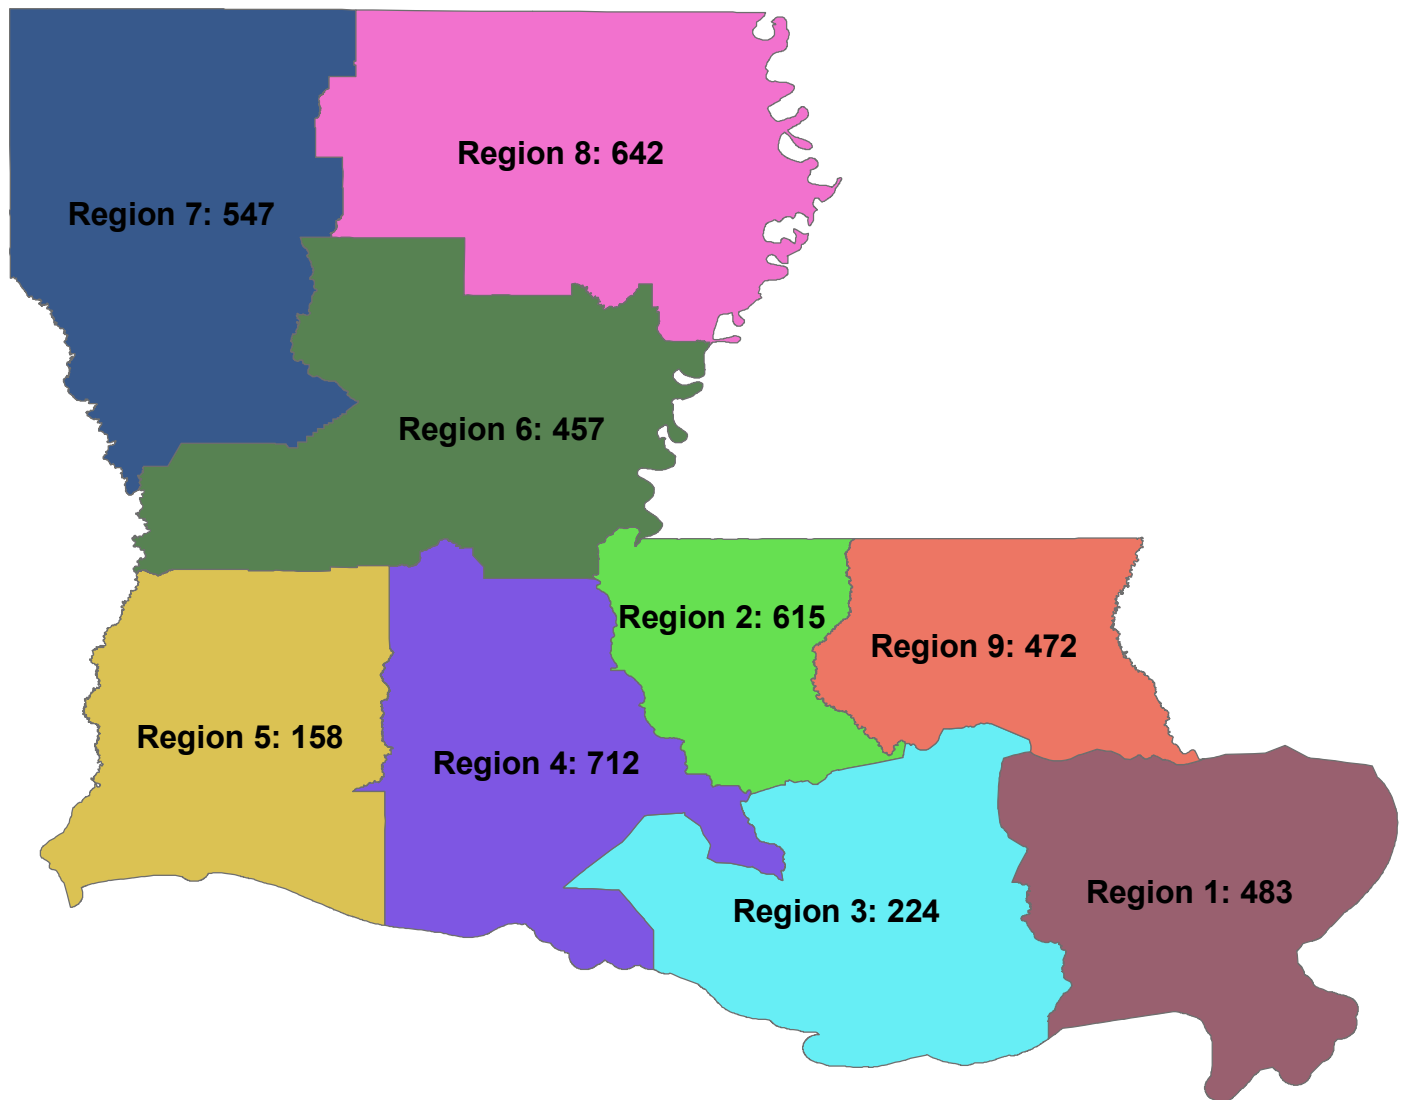 Region 8: 642
Region 7: 547
Region 6: 457
Region 2: 615
Region 9: 472
Region 5: 158
Region 4: 712
Region 1: 483
Region 3: 224